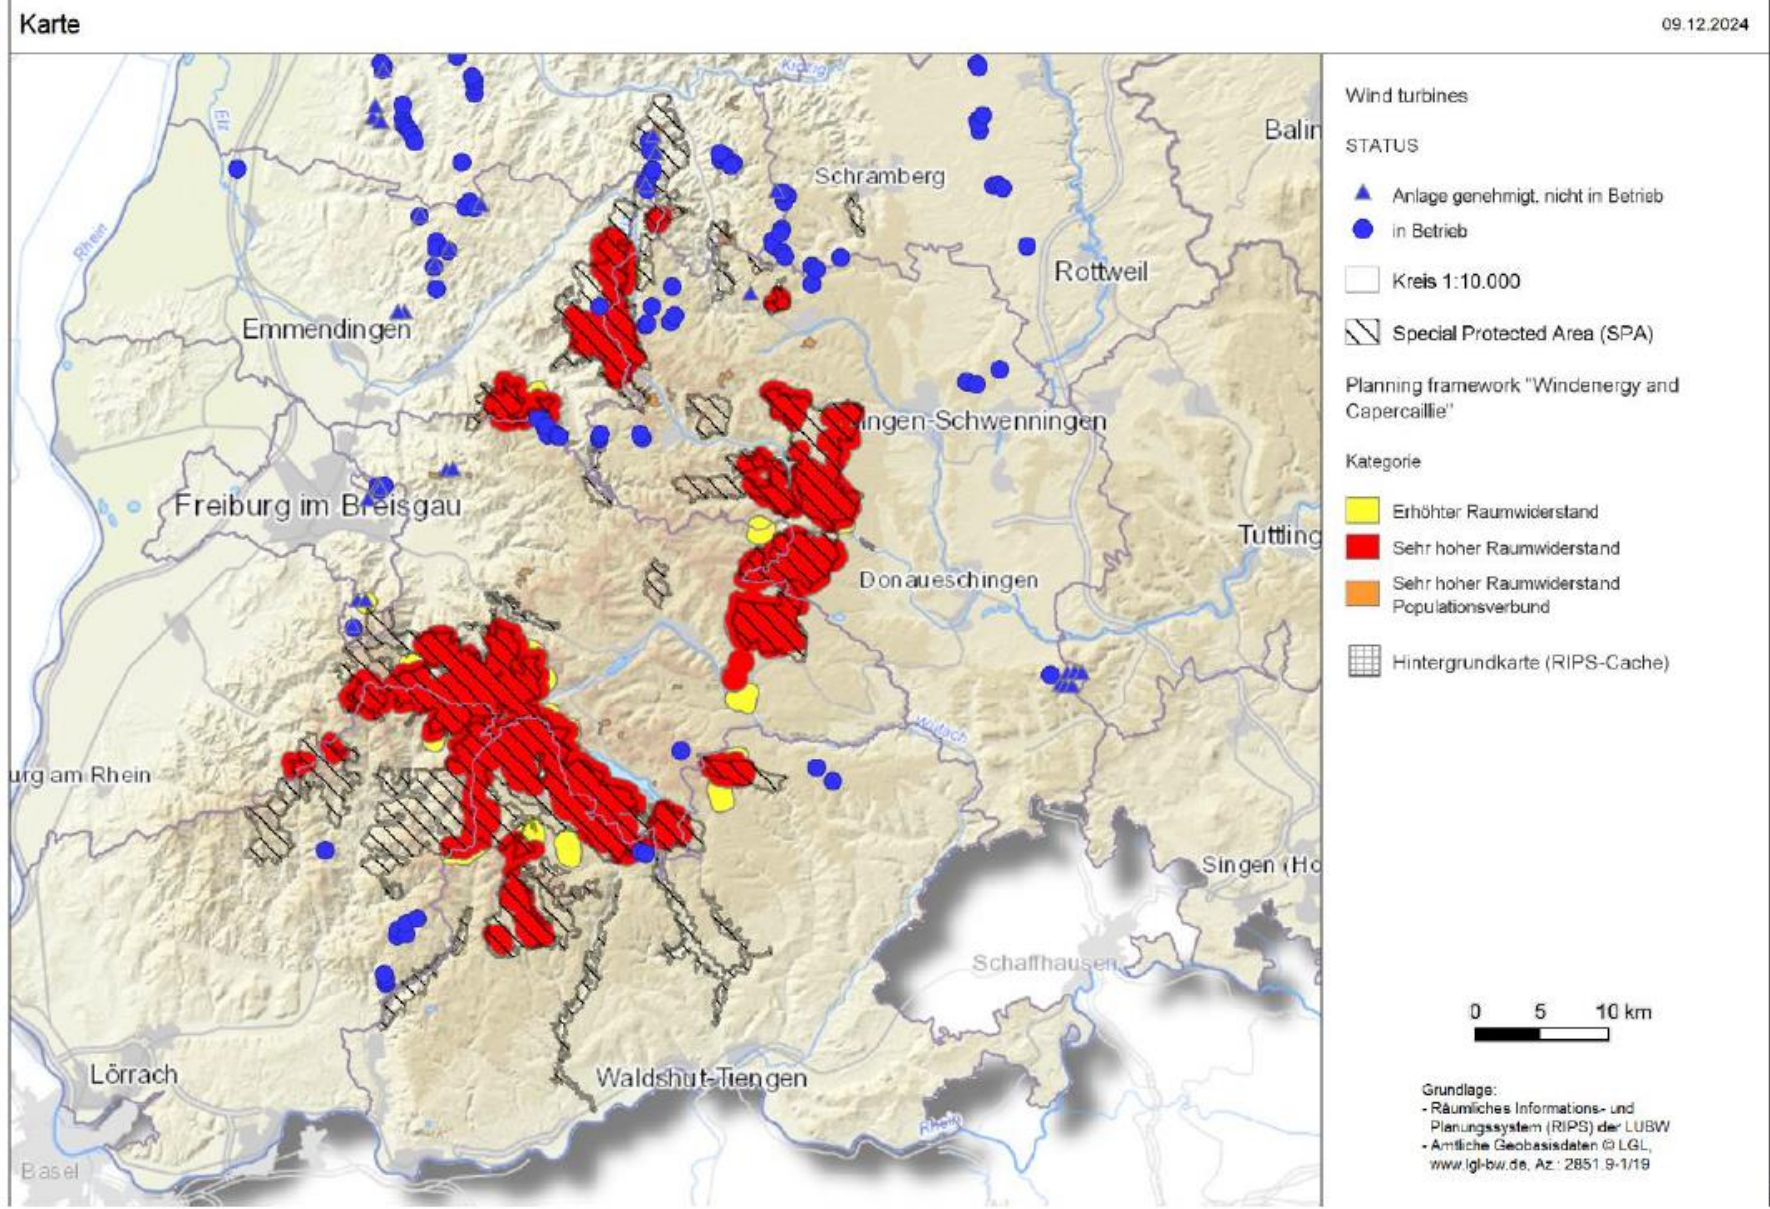 Karte
09.12.2024
Kinzig
Elz
Balin
Schramberg
Rhein
Rottweil
Emmendingen
ingen-Schwenningen
Freiburg im Breisgau
Tuttling
Donaueschingen
Wutach
urg am Rhein
Singen (Ho
Schaffhausen
Lörrach
Waldshut-Tiengen
Rhein
Basel
Wind turbines
STATUS
Anlage genehmigt, nicht in Betrieb
in Betrieb
Kreis 1:10.000
Special Protected Area (SPA)
Planning framework "Windenergy and
Capercaillie"
Kategorie
Erhöhter Raumwiderstand
Sehr hoher Raumwiderstand
Sehr hoher Raumwiderstand
Populationsverbund
Hintergrundkarte (RIPS-Cache)
0 5 10 km
Grundlage:
- Räumliches Informations- und
Planungssystem (RIPS) der LUBW
- Amtliche Geobasisdaten © LGL,
www.lgl-bw.de, Az.: 2851.9-1/19